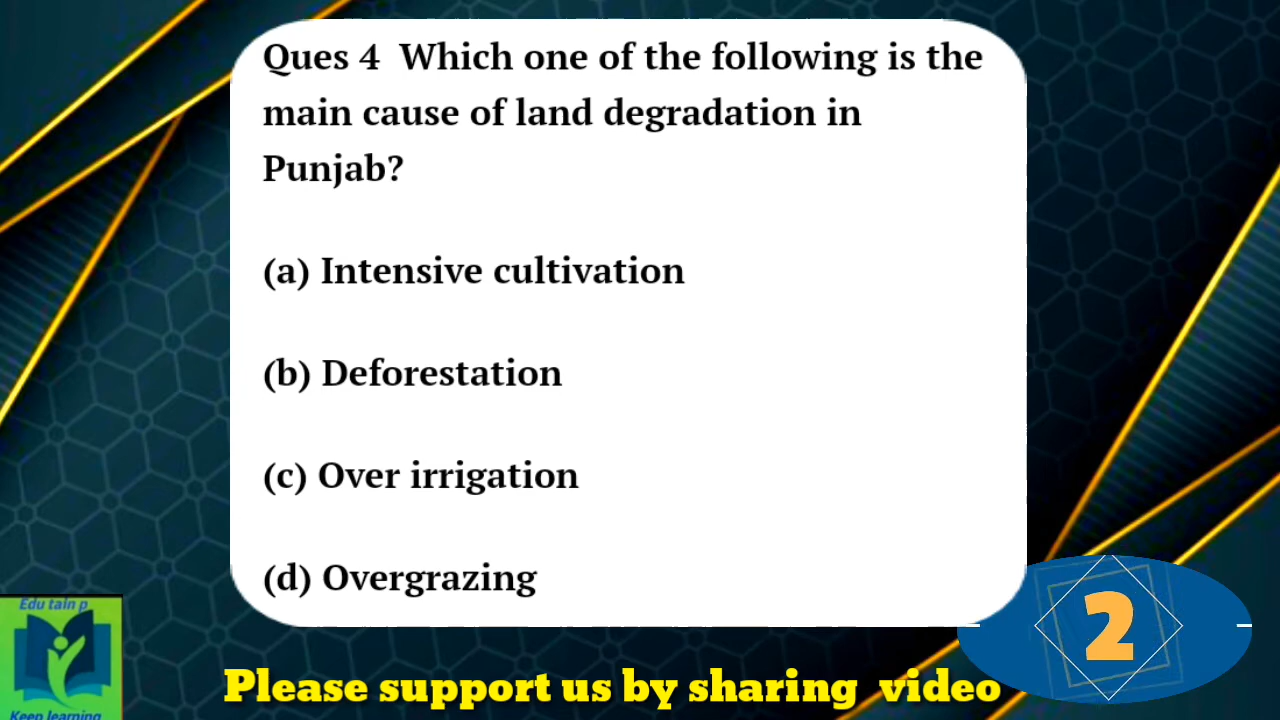 Ques 4 Which one of the following is the
main cause of land degradation in
Punjab?
(a) Intensive cultivation
(b) Deforestation
(c) Over irrigation
(d) Overgrazing
2
Edu tain p
Keep learning
Please support us by sharing video